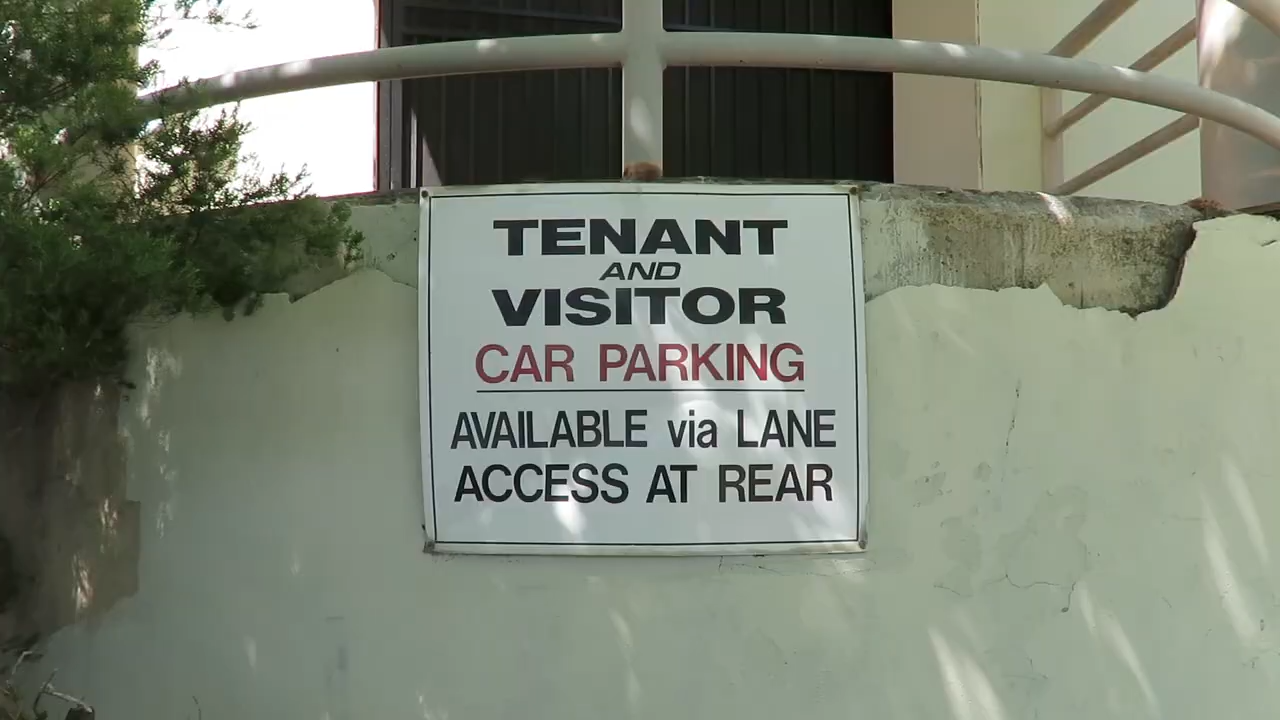 TENANT
AND
VISITOR
CAR PARKING
AVAILABLE via LANE
ACCESS AT REAR